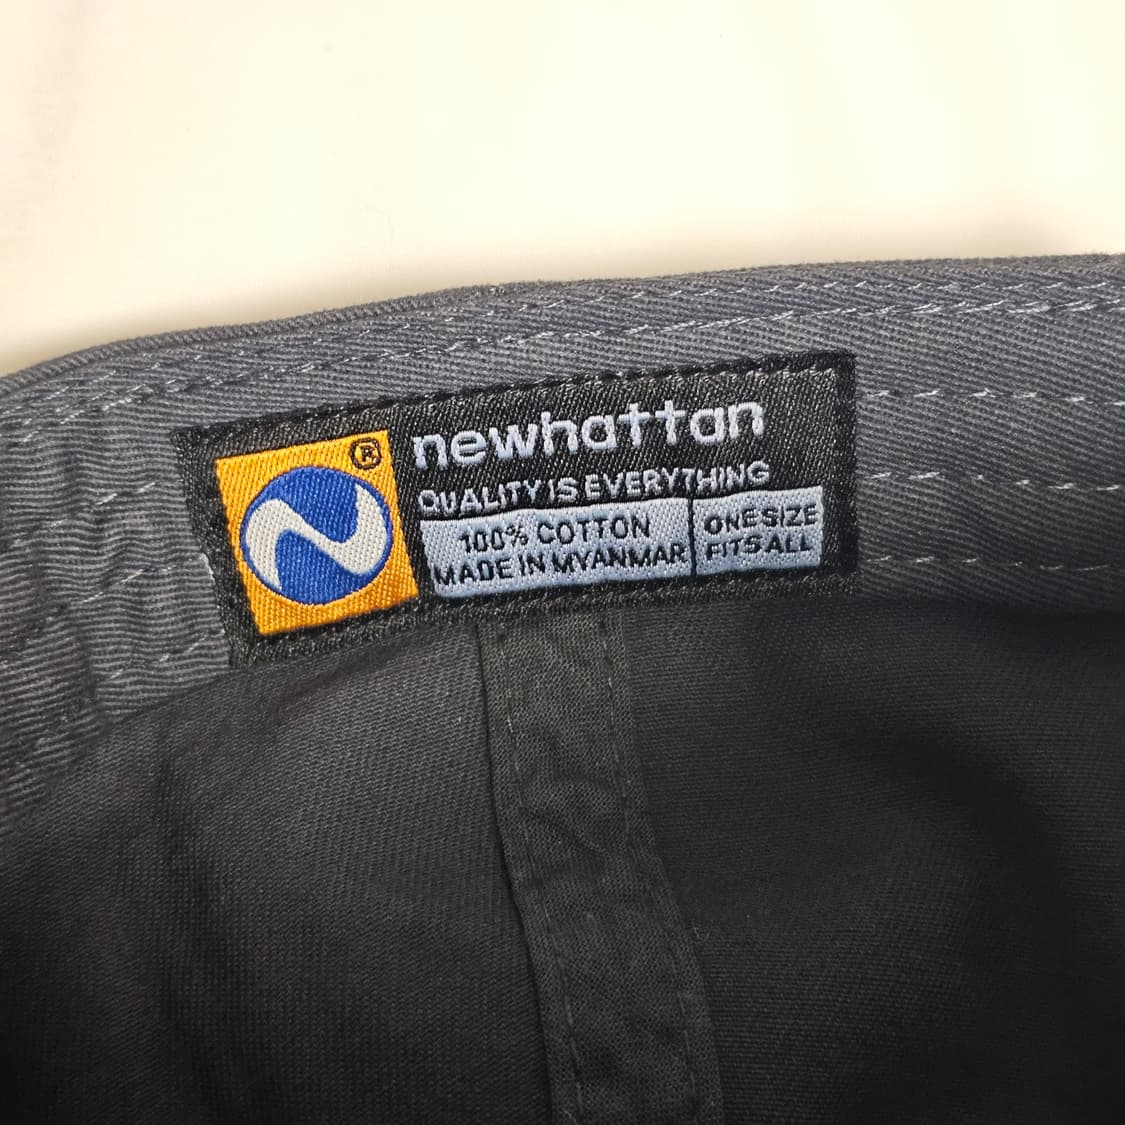 ®
newhattan
QUALITY IS EVERYTHING
100% COTTON
MADE IN MYANMAR
ONE SIZE
FITS ALL